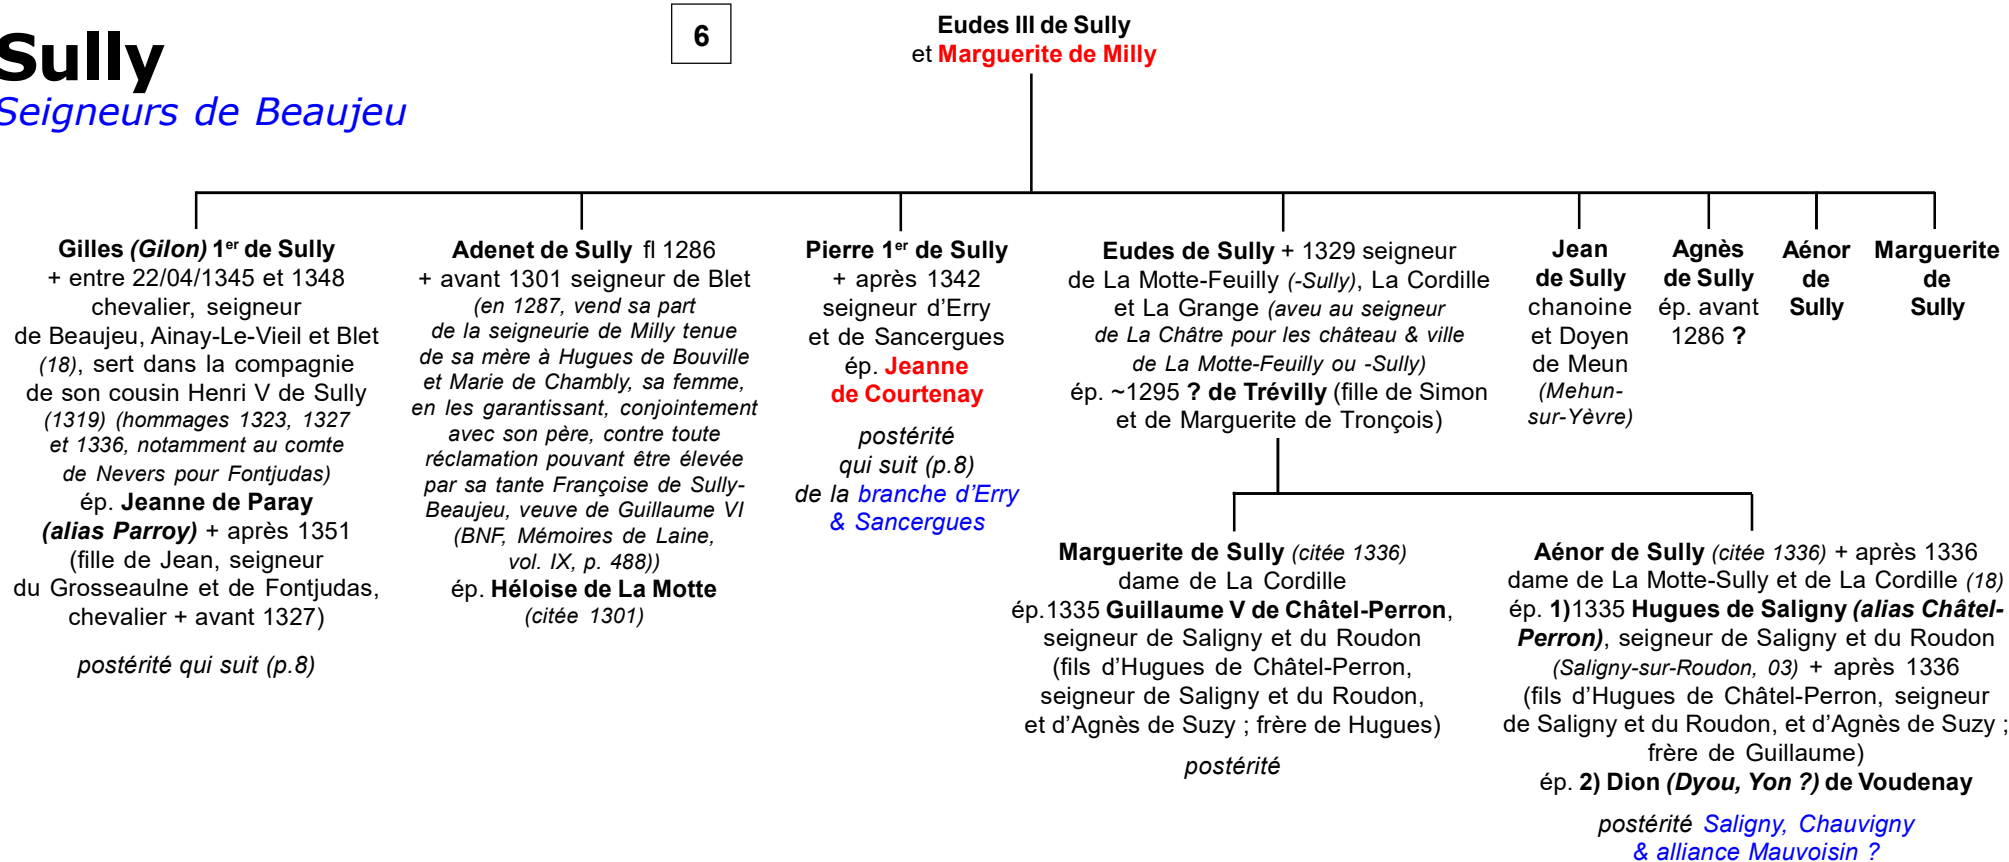 Sully
Seigneurs de Beaujeu
6
Eudes III de Sully
et Marguerite de Milly
Gilles (Gilon) 1er de Sully
+ entre 22/04/1345 et 1348
chevalier, seigneur
de Beaujeu, Ainay-Le-Vieil et Blet
(18), sert dans la compagnie
de son cousin Henri V de Sully
(1319) (hommages 1323, 1327
et 1336, notamment au comte
de Nevers pour Fontjudas)
ép. Jeanne de Paray
(alias Parroy) + après 1351
(fille de Jean, seigneur
du Grosseaulne et de Fontjudas,
chevalier + avant 1327)
postérité qui suit (p.8)
Adenet de Sully fl 1286
+ avant 1301 seigneur de Blet
(en 1287, vend sa part
de la seigneurie de Milly tenue
de sa mère à Hugues de Bouville
et Marie de Chambly, sa femme,
en les garantissant, conjointement
avec son père, contre toute
réclamation pouvant être élevée
par sa tante Françoise de Sully-
Beaujeu, veuve de Guillaume VI
(BNF, Mémoires de Laine,
vol. IX, p. 488))
ép. Héloise de La Motte
(citée 1301)
Pierre 1er de Sully
+ après 1342
seigneur d'Erry
et de Sancergues
ép. Jeanne
de Courtenay
postérité
qui suit (p.8)
de la branche d'Erry
& Sancergues
Eudes de Sully + 1329 seigneur
de La Motte-Feuilly (-Sully), La Cordille
et La Grange (aveu au seigneur
de La Châtre pour les château & ville
de La Motte-Feuilly ou -Sully)
ép. ~1295 ? de Trévilly (fille de Simon
et de Marguerite de Tronçois)
Jean
de Sully
chanoine
et Doyen
de Meun
(Mehun-
sur-Yèvre)
Agnès
de Sully
ép. avant
1286 ?
Aénor
de
Sully
Marguerite
de
Sully
Marguerite de Sully (citée 1336)
dame de La Cordille
ép.1335 Guillaume V de Châtel-Perron,
seigneur de Saligny et du Roudon
(fils d'Hugues de Châtel-Perron,
seigneur de Saligny et du Roudon,
et d'Agnès de Suzy ; frère de Hugues)
postérité
Aénor de Sully (citée 1336) + après 1336
dame de La Motte-Sully et de La Cordille (18)
ép. 1)1335 Hugues de Saligny (alias Châtel-
Perron), seigneur de Saligny et du Roudon
(Saligny-sur-Roudon, 03) + après 1336
(fils d'Hugues de Châtel-Perron, seigneur
de Saligny et du Roudon, et d'Agnès de Suzy ;
frère de Guillaume)
ép. 2) Dion (Dyou, Yon ?) de Voudenay
postérité Saligny, Chauvigny
& alliance Mauvoisin ?